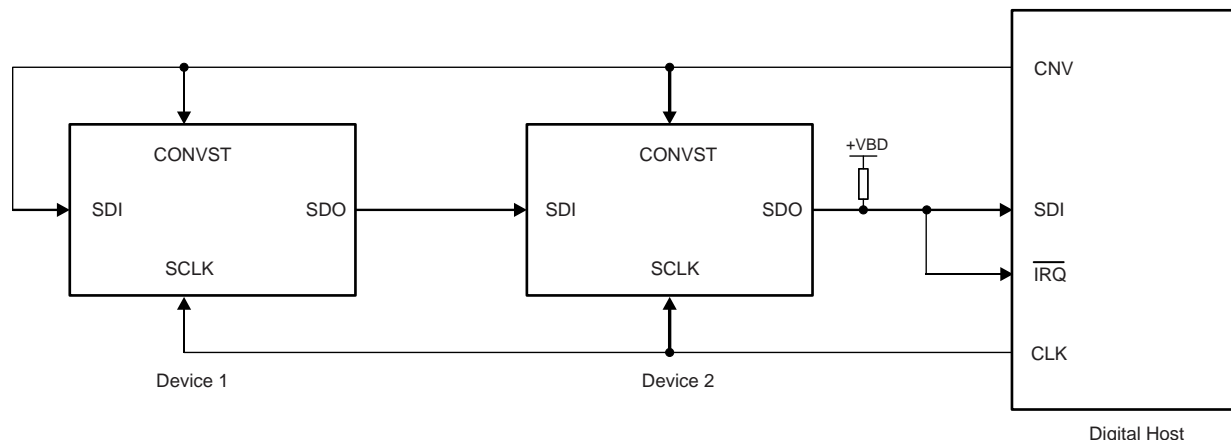 CNV
CONVST
CONVST
+VBD
SDI
SDO
SDI
SDO
SDI
SCLK
SCLK
IRQ
CLK
Device 1
Device 2
Digital Host